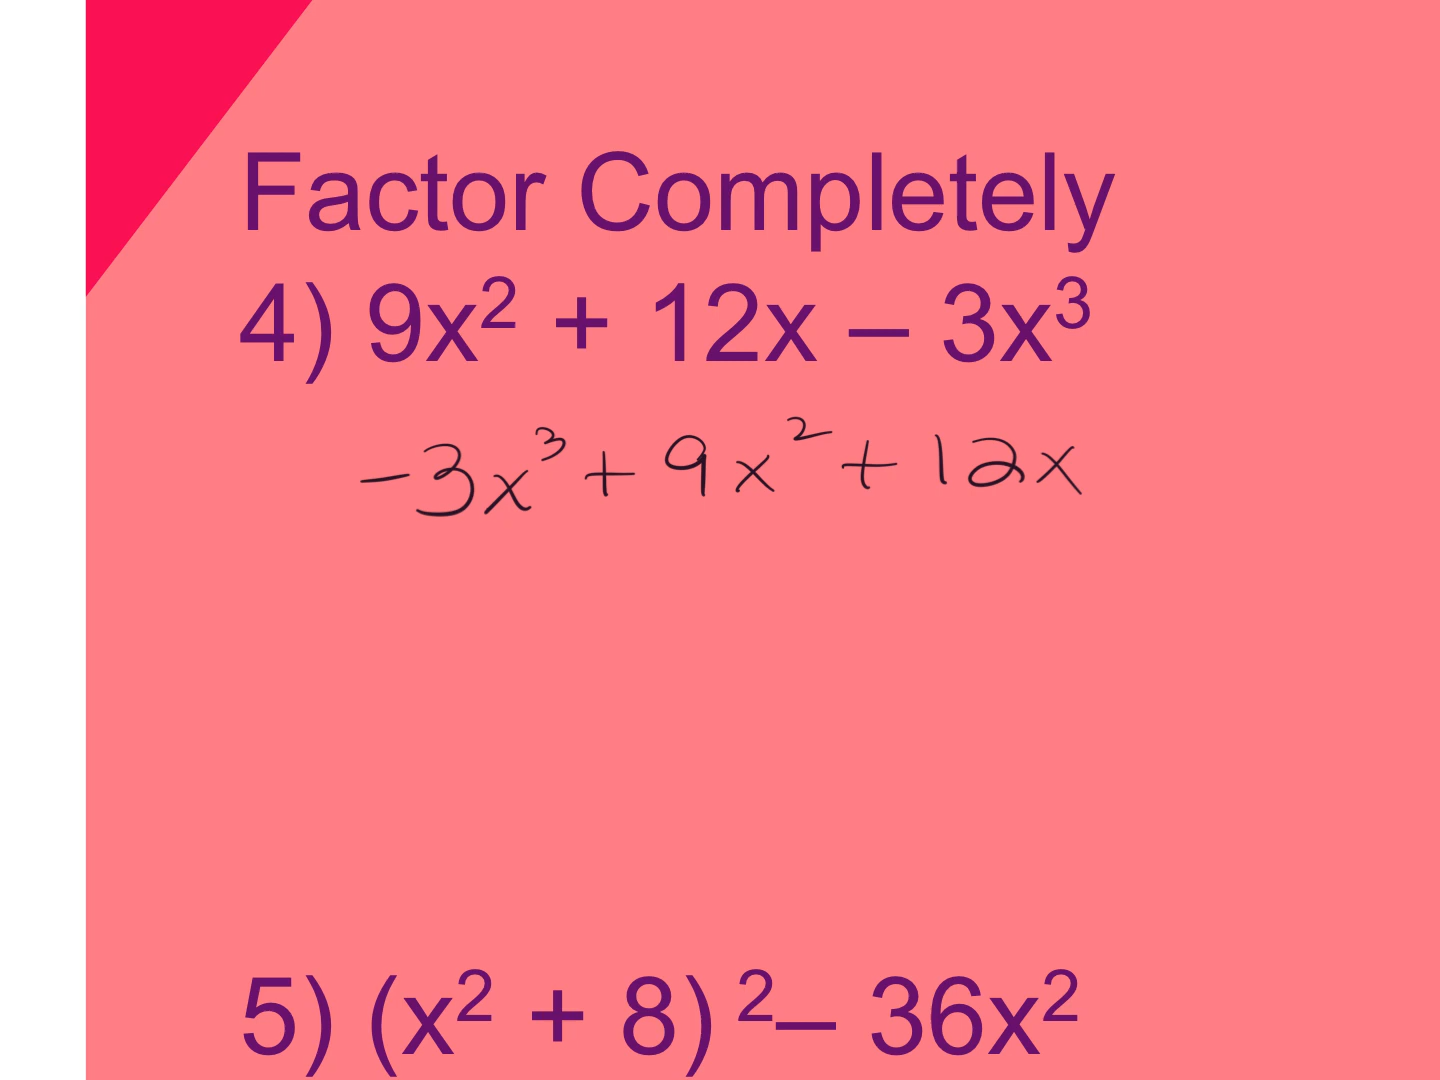 Factor Completely
4) 9x² + 12x – 3x³
-3x³ + 9x² + 12x
5) (x² + 8) ²– 36x²